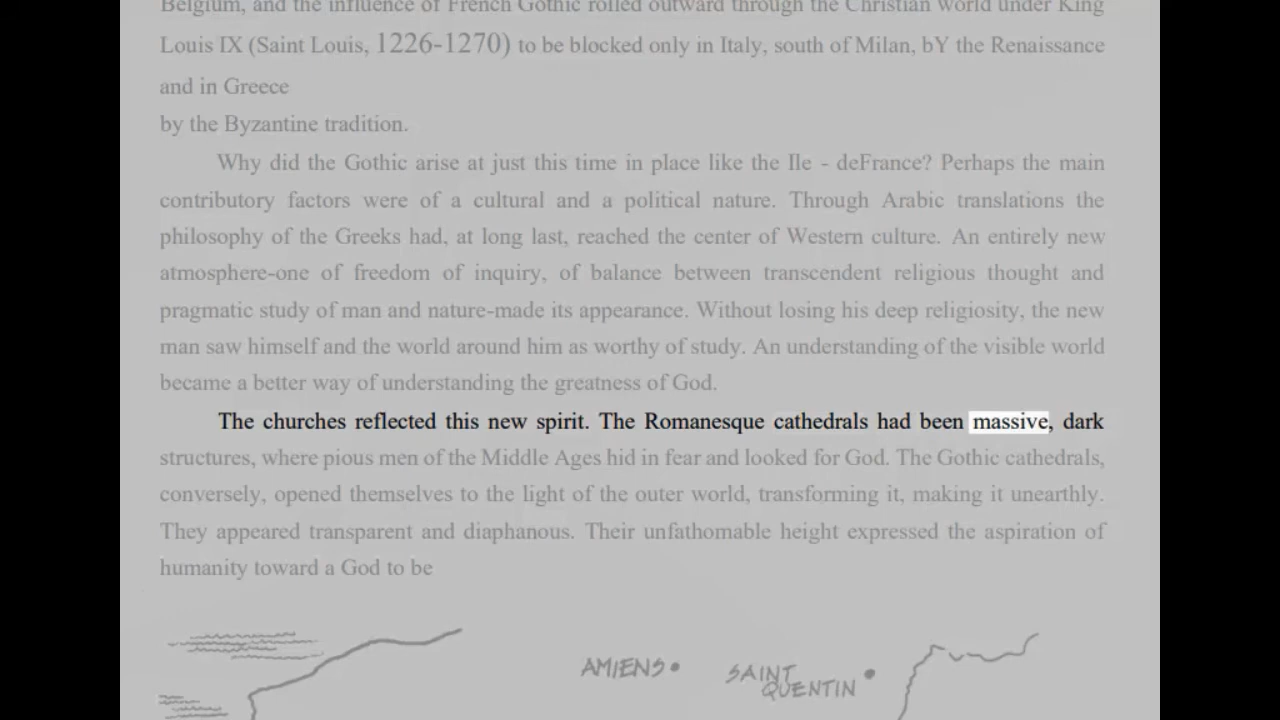 Belgium, and the influence of French Gothic rolled outward through the Christian world under King
Louis IX (Saint Louis, 1226-1270) to be blocked only in Italy, south of Milan, bY the Renaissance
and in Greece
by the Byzantine tradition.
Why did the Gothic arise at just this time in place like the Ile - deFrance? Perhaps the main
contributory factors were of a cultural and a political nature. Through Arabic translations the
philosophy of the Greeks had, at long last, reached the center of Western culture. An entirely new
atmosphere-one of freedom of inquiry, of balance between transcendent religious thought and
pragmatic study of man and nature-made its appearance. Without losing his deep religiosity, the new
man saw himself and the world around him as worthy of study. An understanding of the visible world
became a better way of understanding the greatness of God.
The churches reflected this new spirit. The Romanesque cathedrals had been massive, dark
structures, where pious men of the Middle Ages hid in fear and looked for God. The Gothic cathedrals,
conversely, opened themselves to the light of the outer world, transforming it, making it unearthly.
They appeared transparent and diaphanous. Their unfathomable height expressed the aspiration of
humanity toward a God to be
AMIENS
SAINT
QUENTIN